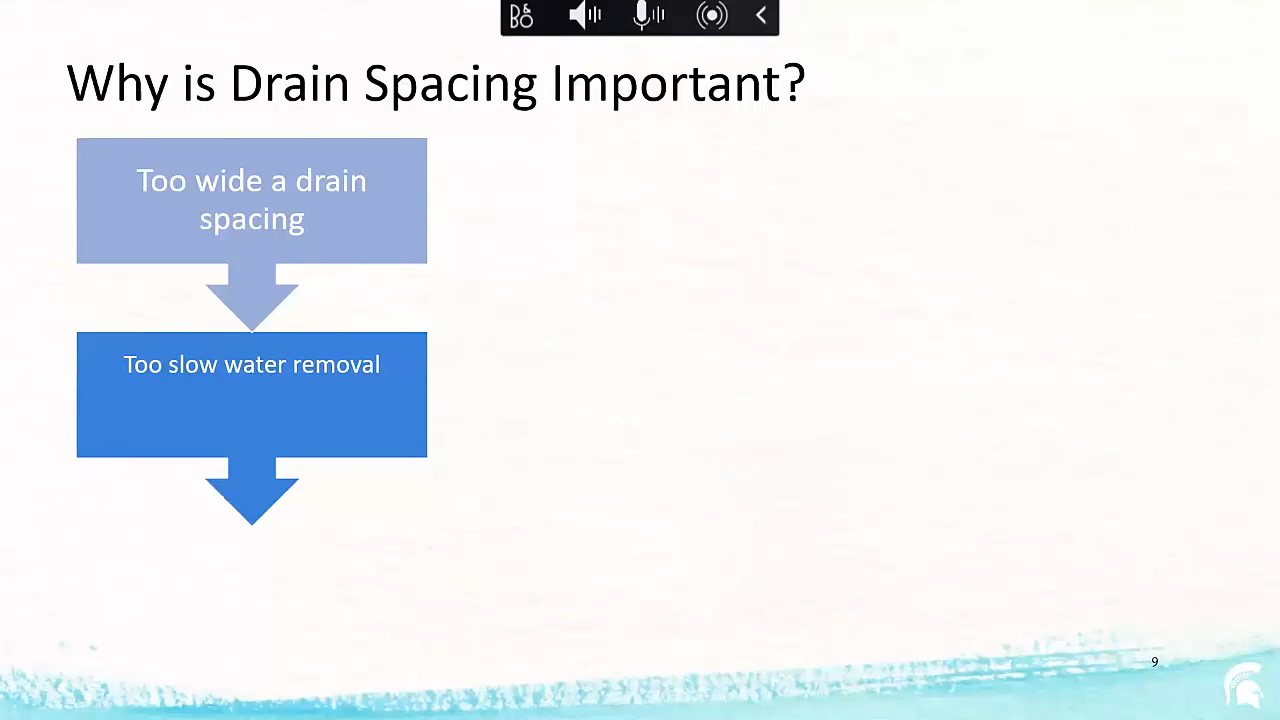 B&O
Why is Drain Spacing Important?
Too wide a drain
spacing
Too slow water removal
9